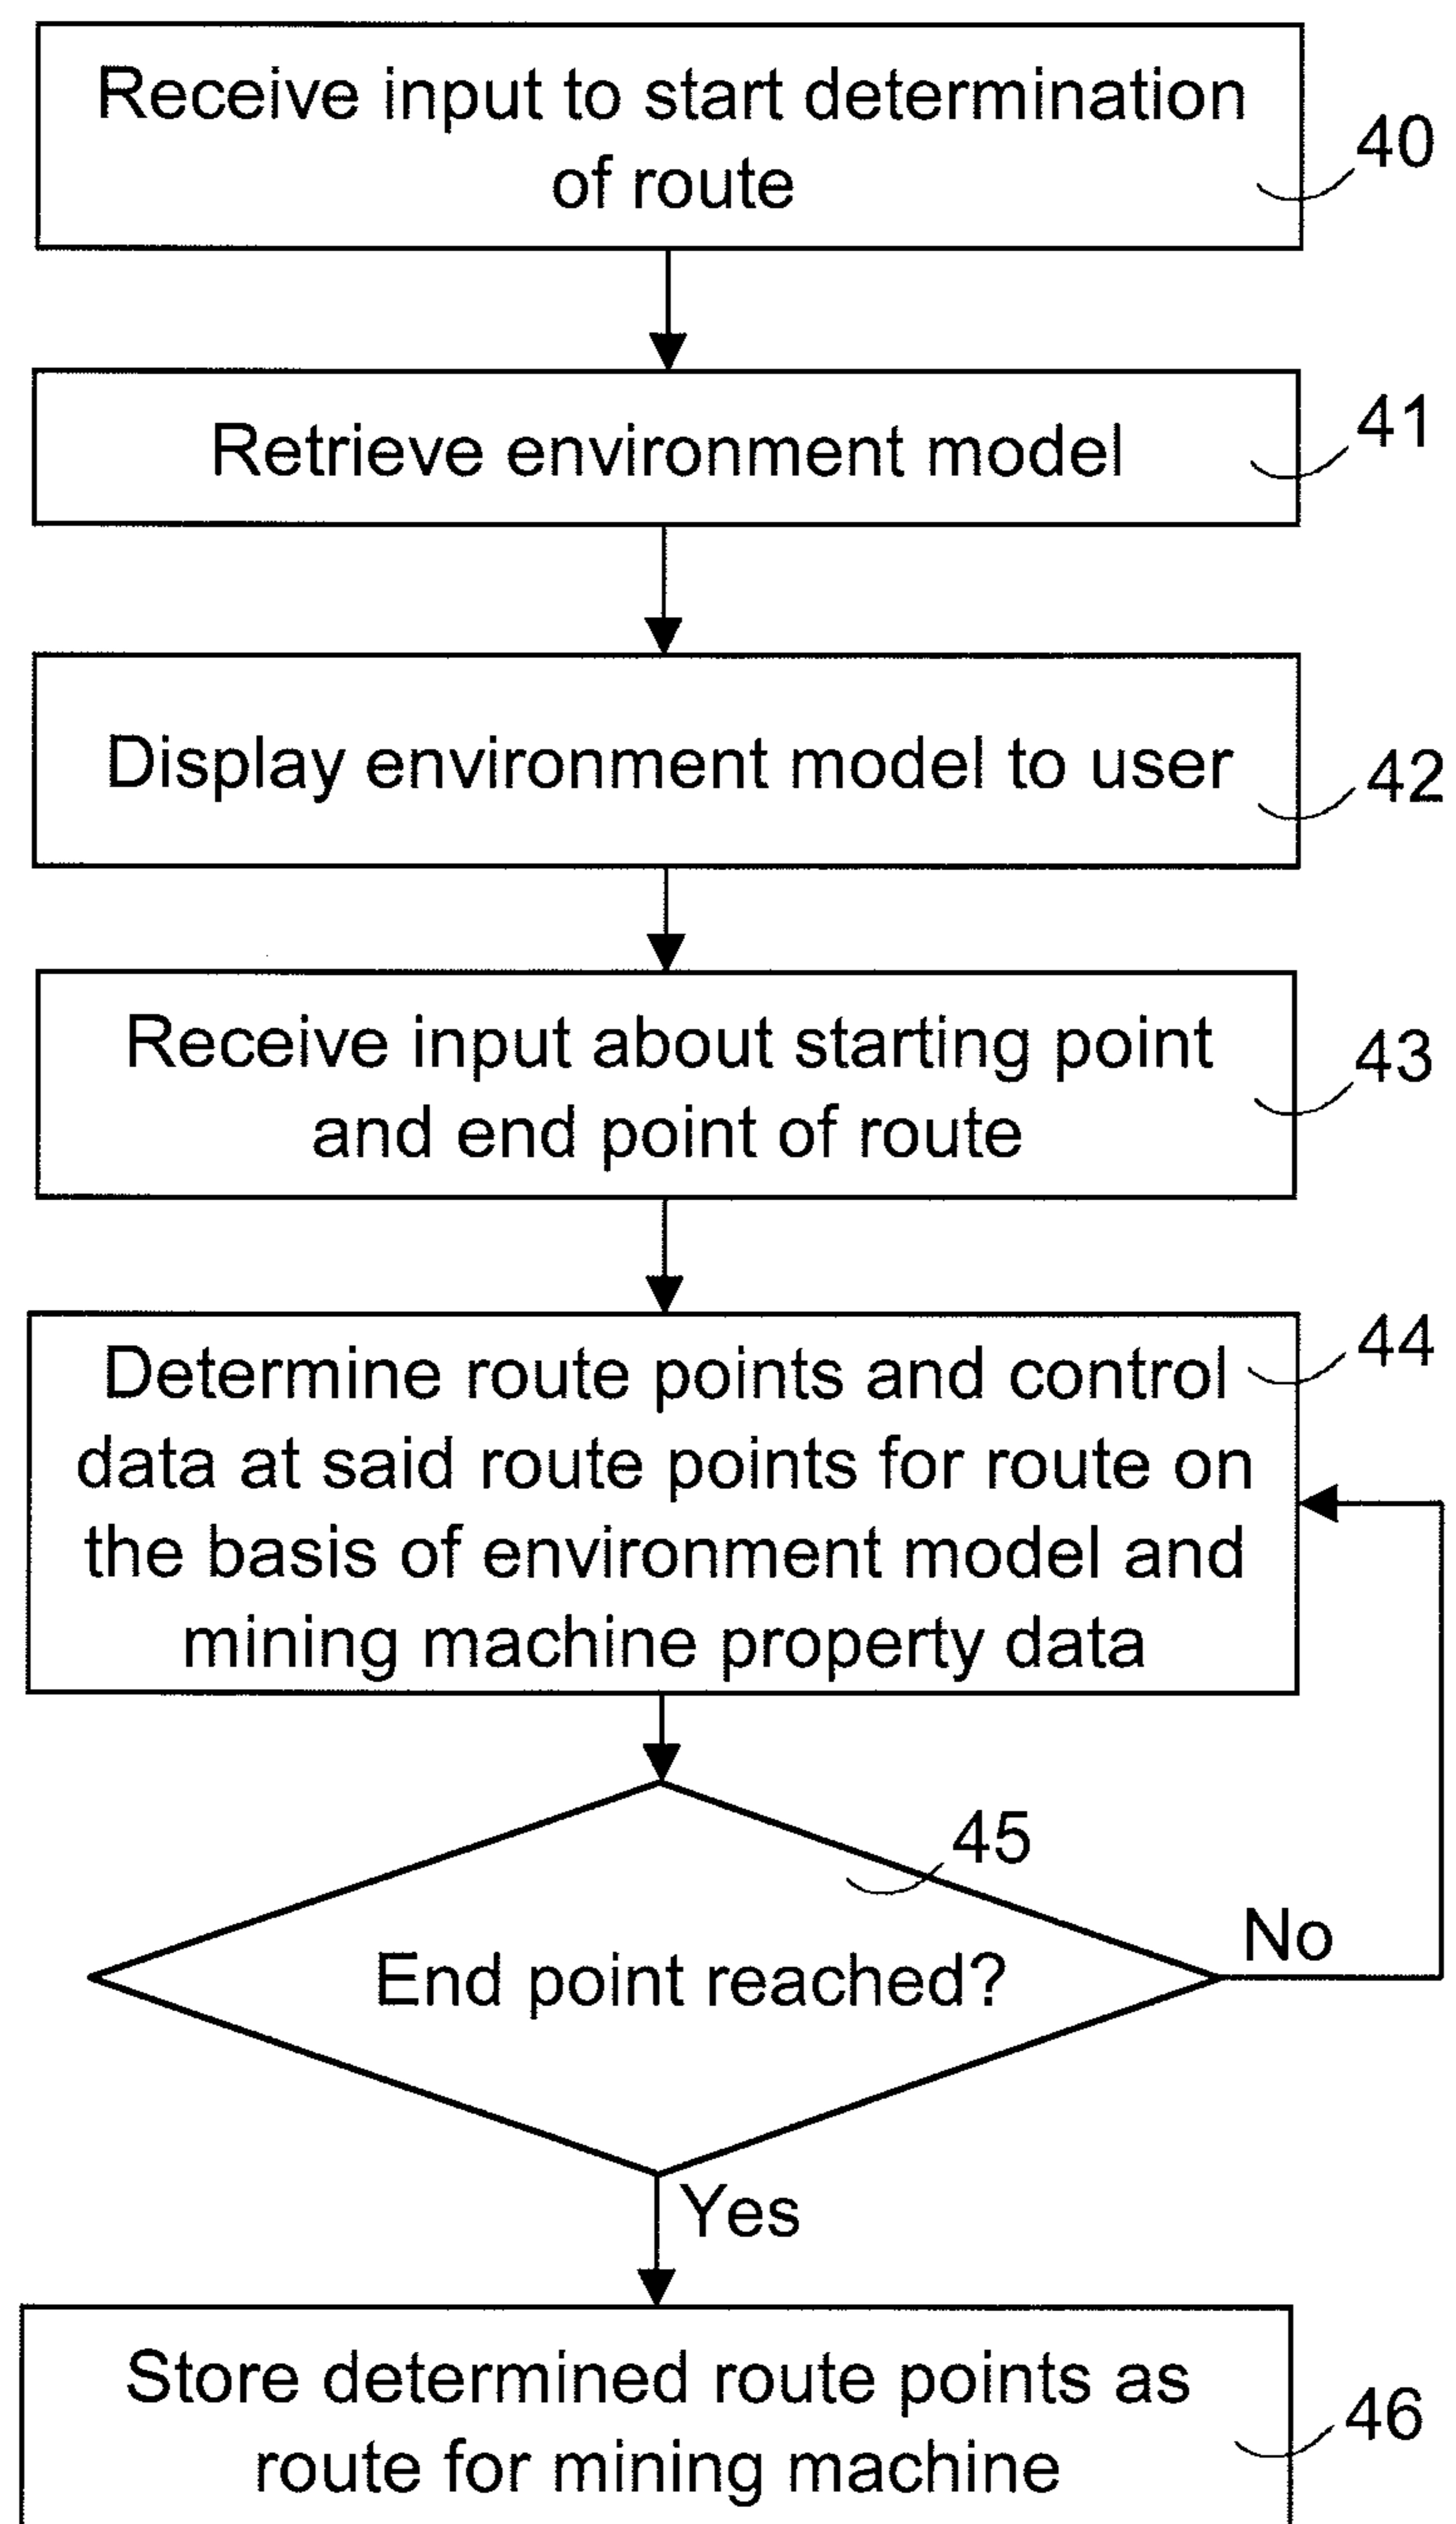 Receive input to start determination
of route
40
Retrieve environment model
41
Display environment model to user
42
Receive input about starting point
and end point of route
43
Determine route points and control
data at said route points for route on
the basis of environment model and
mining machine property data
44
45
End point reached?
No
Yes
Store determined route points as
route for mining machine
46